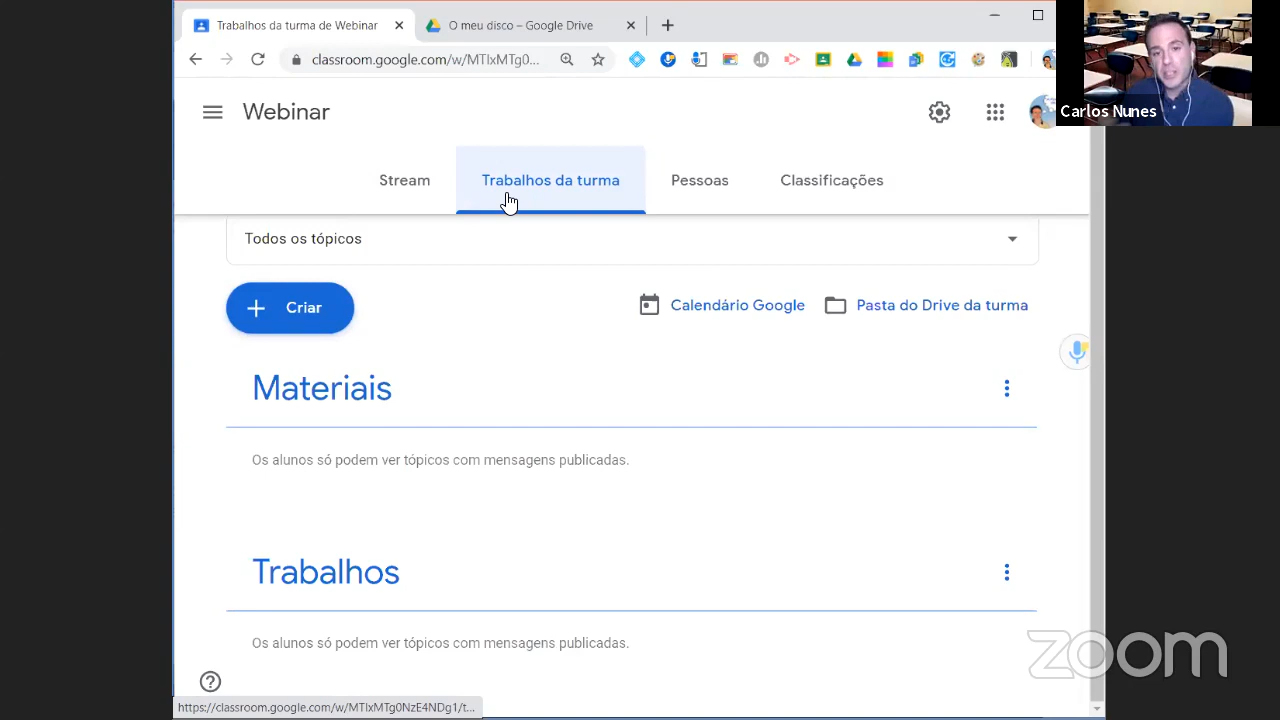 Trabalhos da turma de Webinar
O meu disco – Google Drive
classroom.google.com/w/MTIxMTg0...
Webinar
Carlos Nunes
Stream
Trabalhos da turma
Pessoas
Classificações
Todos os tópicos
Criar
Calendário Google
Pasta do Drive da turma
Materiais
Os alunos só podem ver tópicos com mensagens publicadas.
Trabalhos
Os alunos só podem ver tópicos com mensagens publicadas.
zoom
https://classroom.google.com/w/MTIxMTg0NzE4NDg1/t...